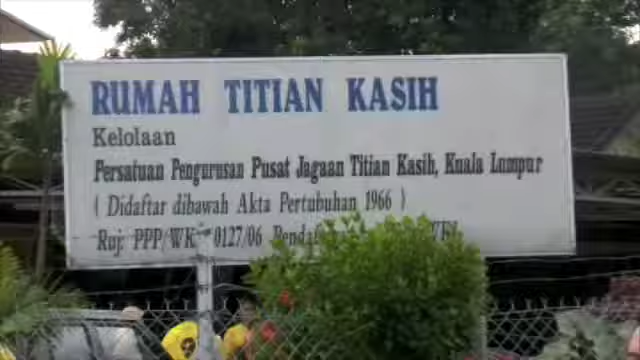 RUMAH TITIAN KASIH
Kelolaan
Persatuan Pengurusan Pusat Jagaan Titian Kasih, Kuala Lumpur
( Didaftar dibawah Akta Pertubuhan 1966 )
Ruj: PPP/WK 0127/06